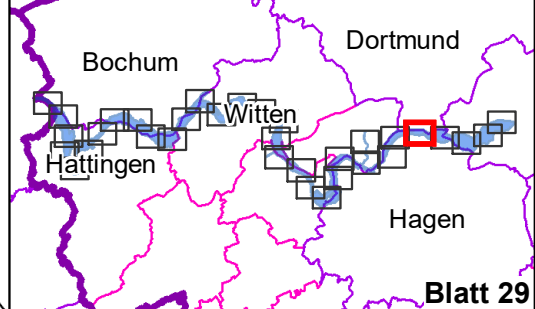 Dortmund
Bochum
Witten
Hattingen
Hagen
Blatt 29